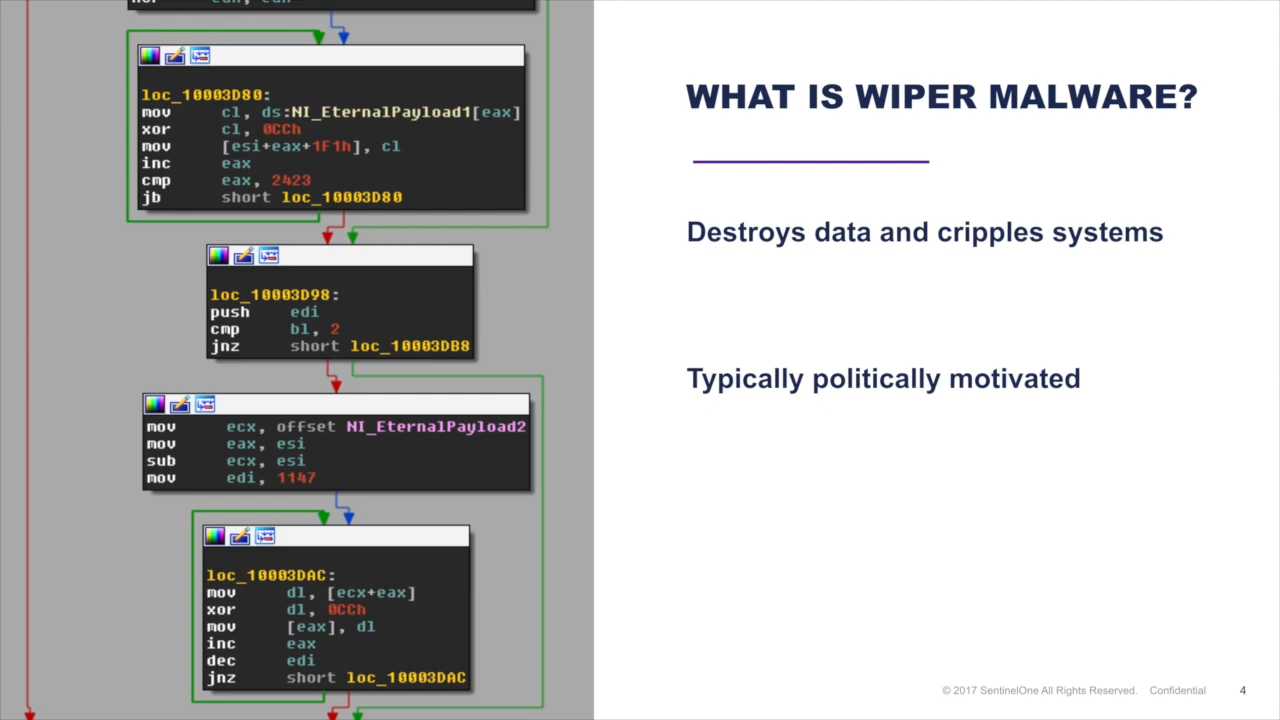 loc_10003D80:
mov cl, ds:NI_EternalPayload1[eax]
xor cl, 0CCh
mov [esi+eax+1F1h], cl
inc eax
cmp eax, 2423
jb short loc_10003D80
loc_10003D98:
push edi
cmp bl, 2
jnz short loc_10003DB8
mov ecx, offset NI_EternalPayload2
mov eax, esi
sub ecx, esi
mov edi, 1147
loc_10003DAC:
mov dl, [ecx+eax]
xor dl, 0CCh
mov [eax], dl
inc eax
dec edi
jnz short loc_10003DAC
WHAT IS WIPER MALWARE?
Destroys data and cripples systems
Typically politically motivated
© 2017 SentinelOne All Rights Reserved. Confidential 4